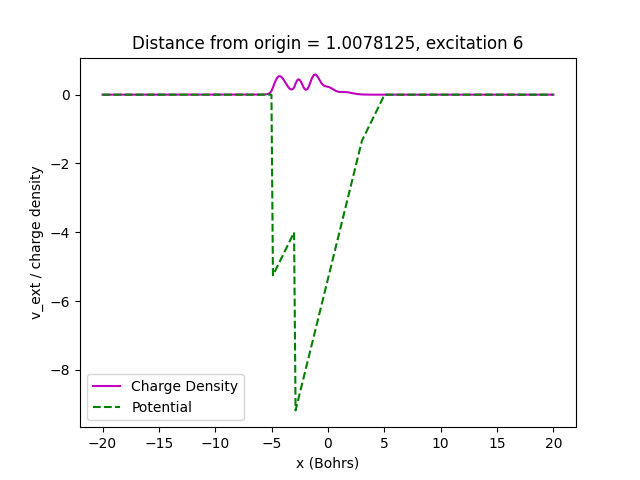 Distance from origin = 1.0078125, excitation 6
v_ext / charge density
0
−2
−4
−6
−8
Charge Density
Potential
−20 −15 −10 −5 0 5 10 15 20
x (Bohrs)